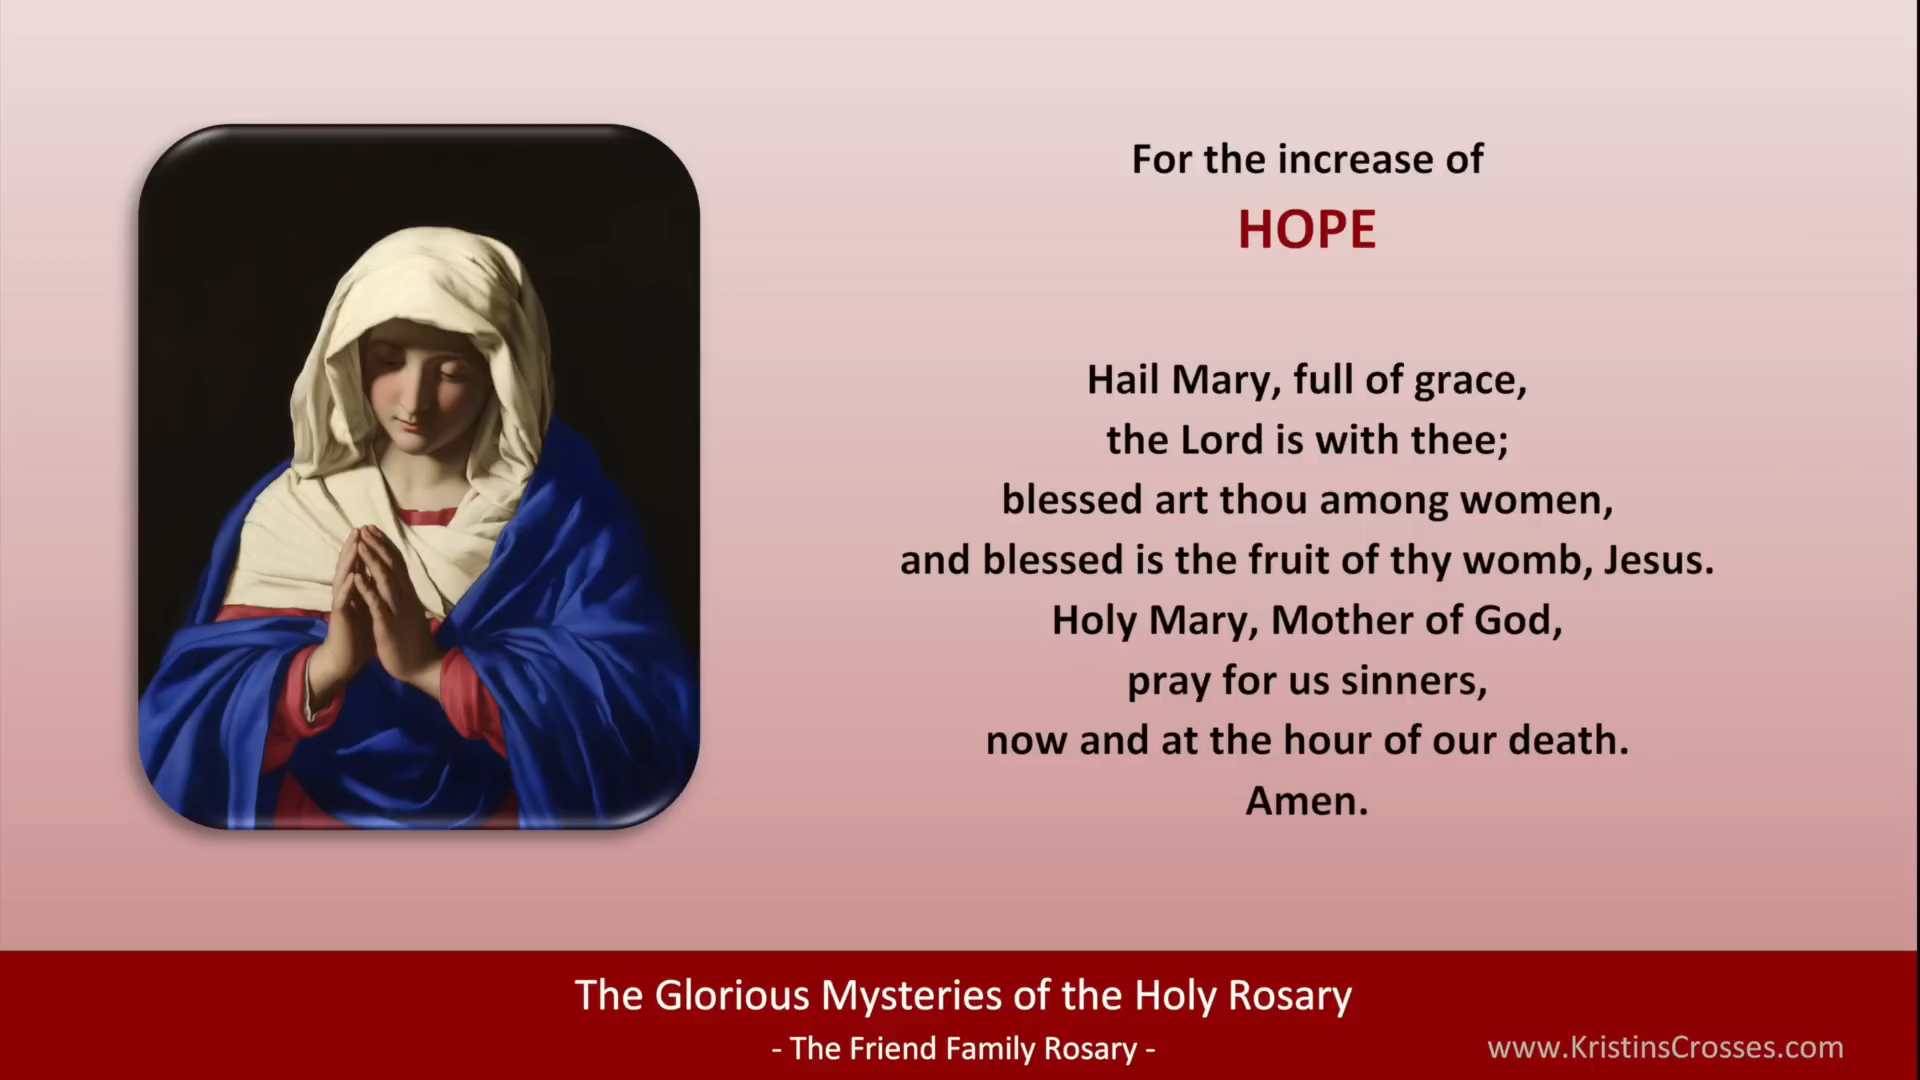 For the increase of
HOPE
Hail Mary, full of grace,
the Lord is with thee;
blessed art thou among women,
and blessed is the fruit of thy womb, Jesus.
Holy Mary, Mother of God,
pray for us sinners,
now and at the hour of our death.
Amen.
The Glorious Mysteries of the Holy Rosary
- The Friend Family Rosary -
www.KristinsCrosses.com